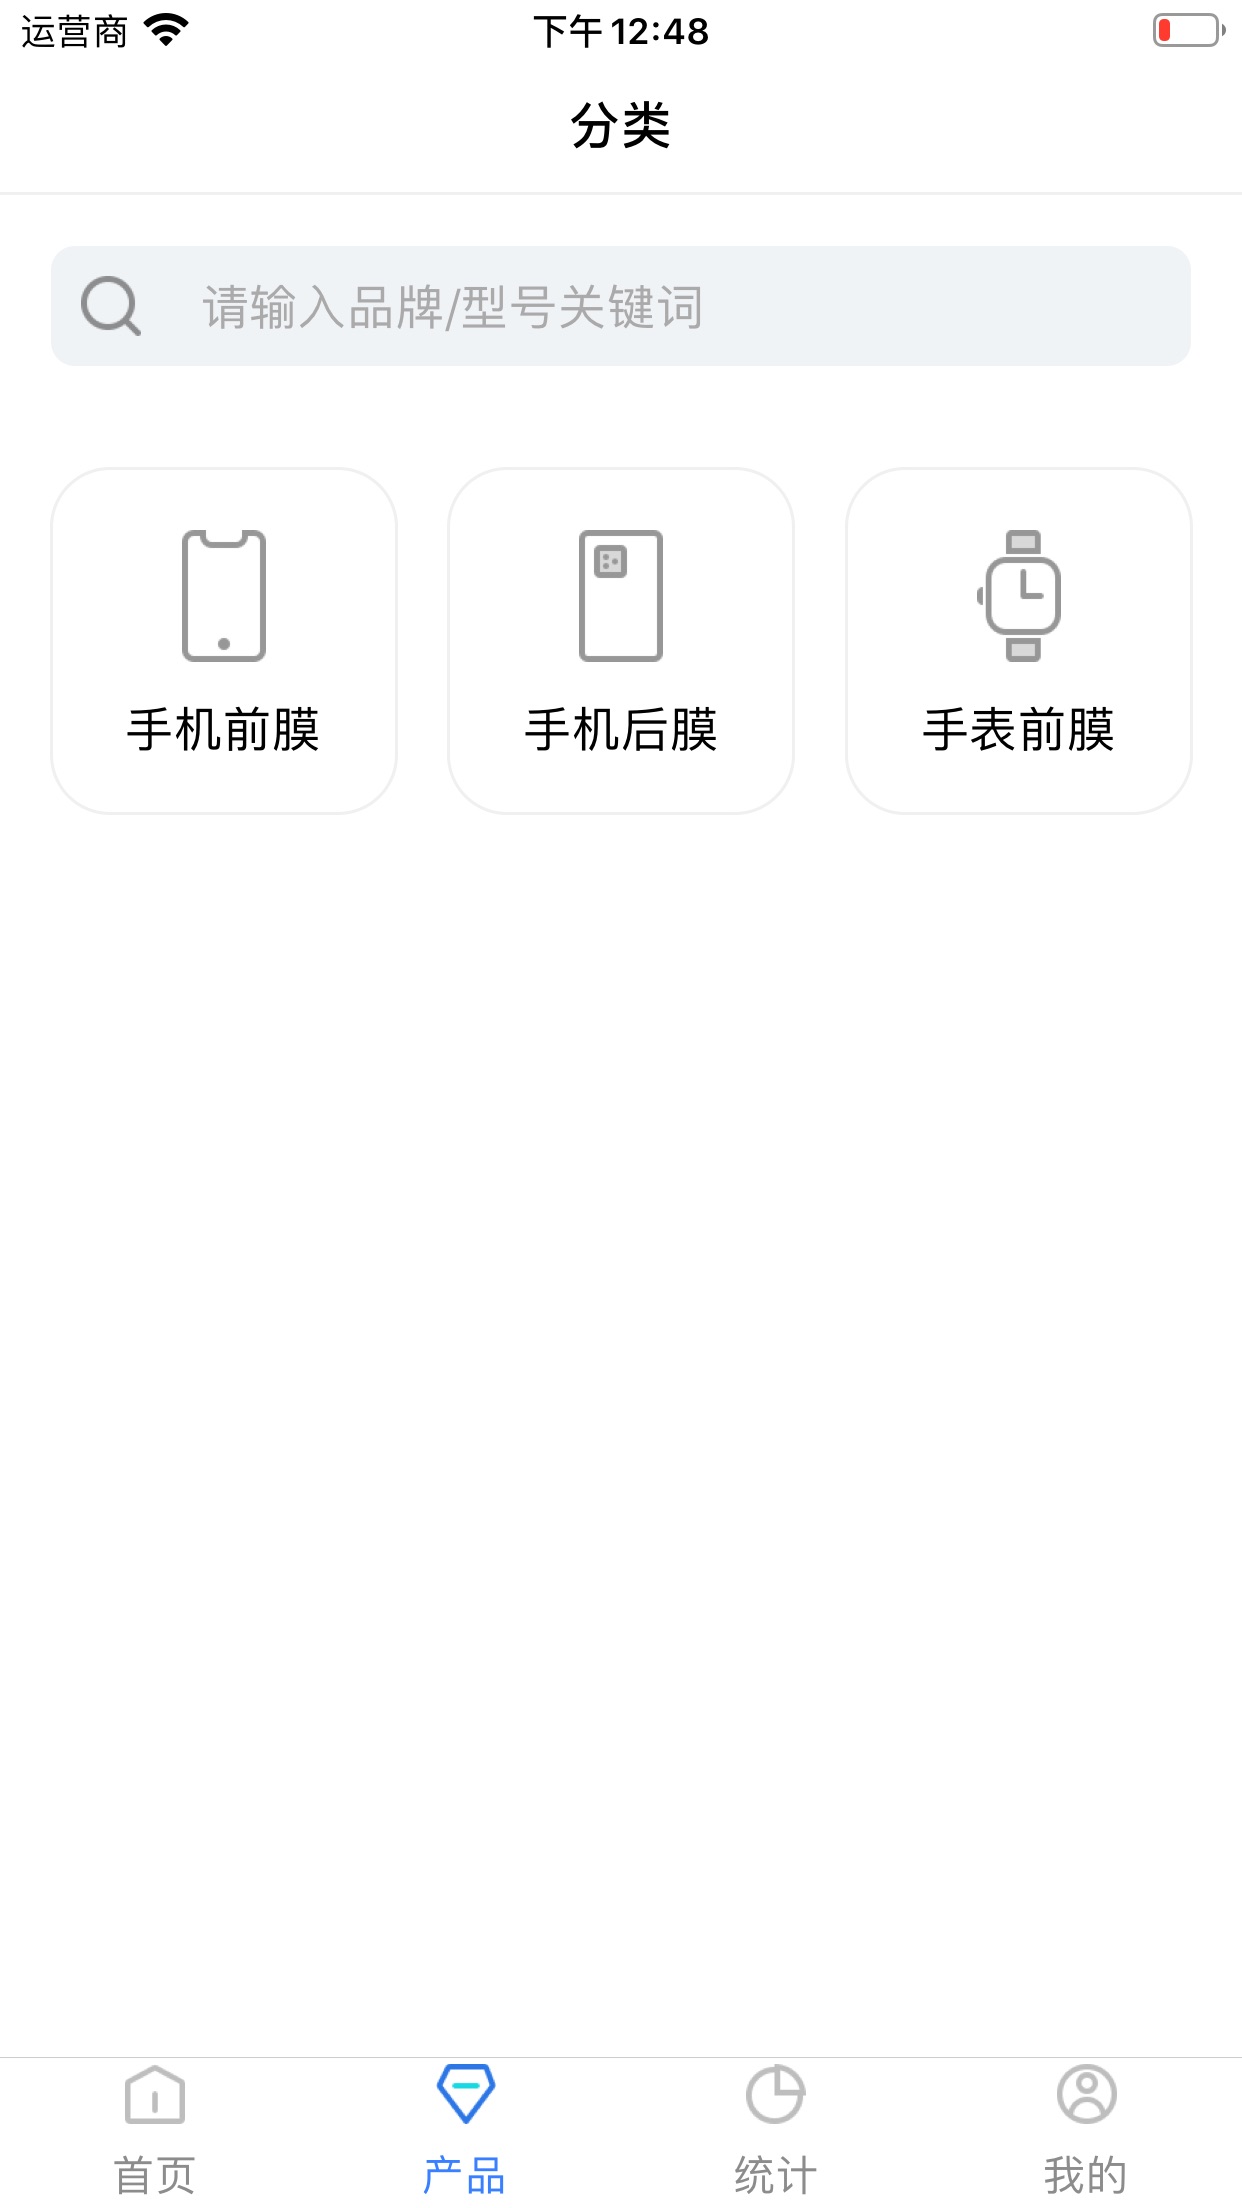 运营商 下午 12:48
分类
请输入品牌/型号关键词
手机前膜 手机后膜 手表前膜
首页 产品 统计 我的